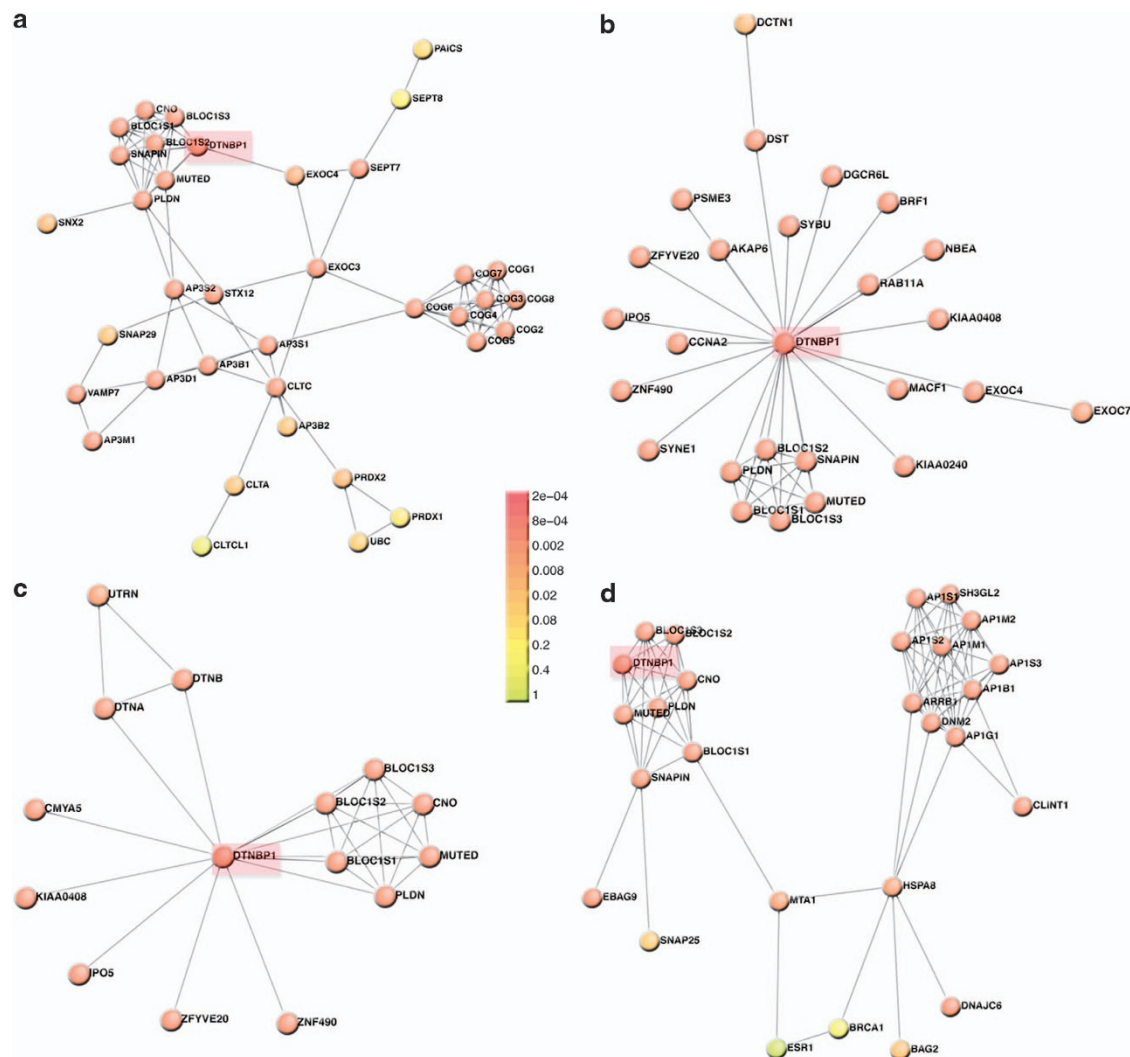 a
PAiCS
SEPT8
CNO
BLOC1S3
BLOC1S1
BLOC1S2
DTNBP1
SNAPIN
MUTED
EXOC4
SEPT7
PLDN
SNX2
EXOC3
COG7
COG1
AP3S2
STX12
COG3
COG8
COG6
COG4
COG2
COG5
SNAP29
AP3S1
AP3B1
AP3D1
CLTC
VAMP7
AP3M1
AP3B2
CLTA
PRDX2
PRDX1
UBC
CLTCL1
b
DCTN1
DST
DGCR6L
PSME3
BRF1
SYBU
AKAP6
NBEA
ZFYVE20
RAB11A
IPO5
KIAA0408
CCNA2
DTNBP1
ZNF490
MACF1
EXOC4
EXOC7
SYNE1
BLOC1S2
SNAPIN
PLDN
KIAA0240
MUTED
BLOC1S1
BLOC1S3
2e-04
8e-04
0.002
0.008
0.02
0.08
0.4
1
c
UTRN
DTNB
DTNA
BLOC1S3
BLOC1S2
CNO
CMYA5
DTNBP1
BLOC1S1
MUTED
KIAA0408
PLDN
IPO5
ZFYVE20
ZNF490
d
AP1S1
SH3GL2
AP1M2
BLOC1S3
BLOC1S2
AP1S2
AP1M1
DTNBP1
AP1S3
CNO
AP1B1
ARRB1
MUTED
PLDN
DNM2
AP1G1
BLOC1S1
SNAPIN
CLiNT1
HSPA8
EBAG9
MTA1
SNAP25
DNAJC6
BRCA1
ESR1
BAG2